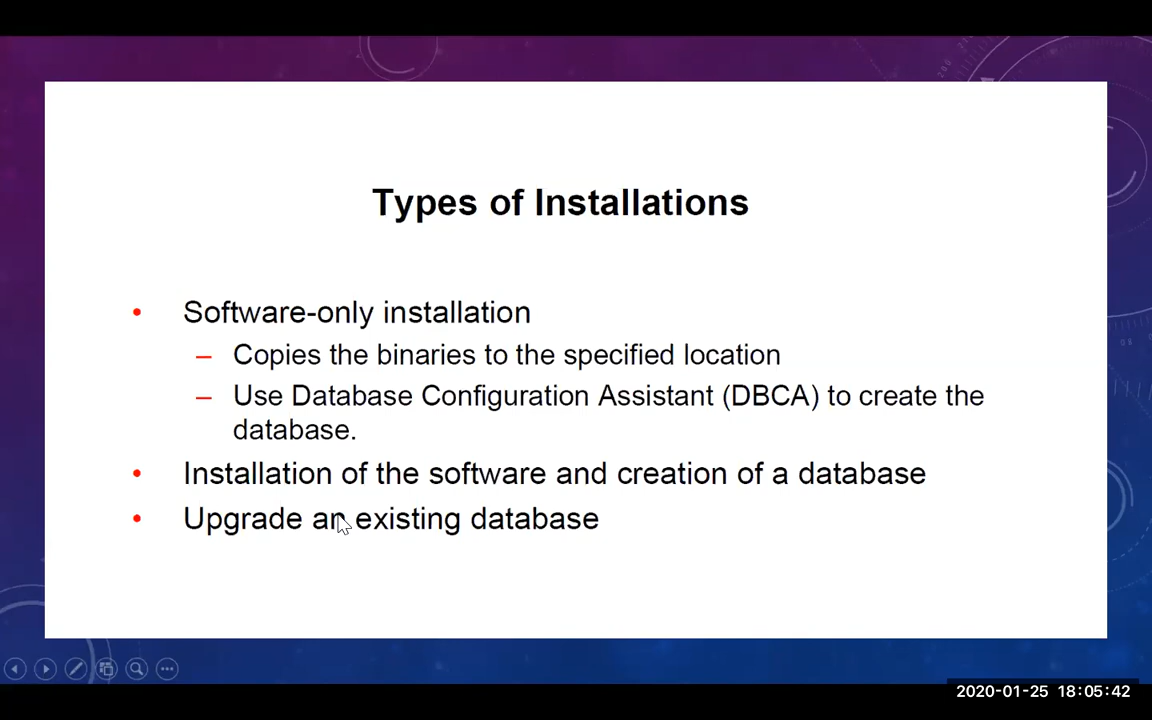 Types of Installations
• Software-only installation
– Copies the binaries to the specified location
– Use Database Configuration Assistant (DBCA) to create the
database.
• Installation of the software and creation of a database
• Upgrade an existing database
2020-01-25 18:05:42